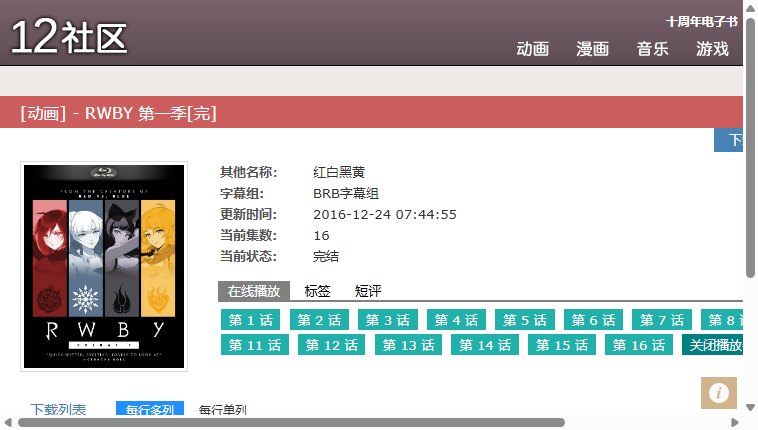 12社区
十周年电子书
动画 漫画 音乐 游戏
[动画] - RWBY 第一季[完]
下
FROM THE CREATORS OF
RED VS. BLUE
RWBY
VOLUME 1
"QUICK-WITTED, EXCITING, LOVELY TO LOOK AT"
其他名称: 红白黑黄
字幕组: BRB字幕组
更新时间: 2016-12-24 07:44:55
当前集数: 16
当前状态: 完结
在线播放 标签 短评
第 1 话 第 2 话 第 3 话 第 4 话 第 5 话 第 6 话 第 7 话 第 8
第 11 话 第 12 话 第 13 话 第 14 话 第 15 话 第 16 话 关闭播放
下载列表 每行多列 每行单列